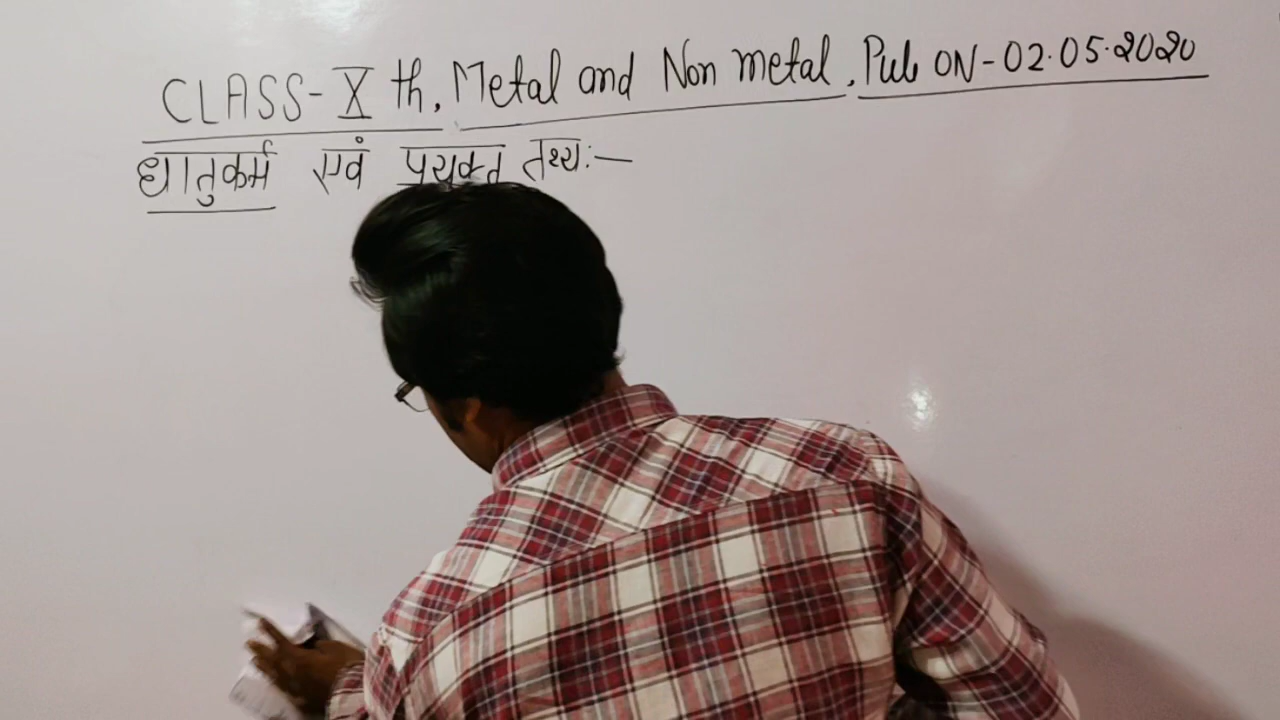 CLASS-X th, Metal and Non metal, Pub ON-02.05.2020
धातुकर्म एवं प्रयुक्त तथ्य:—